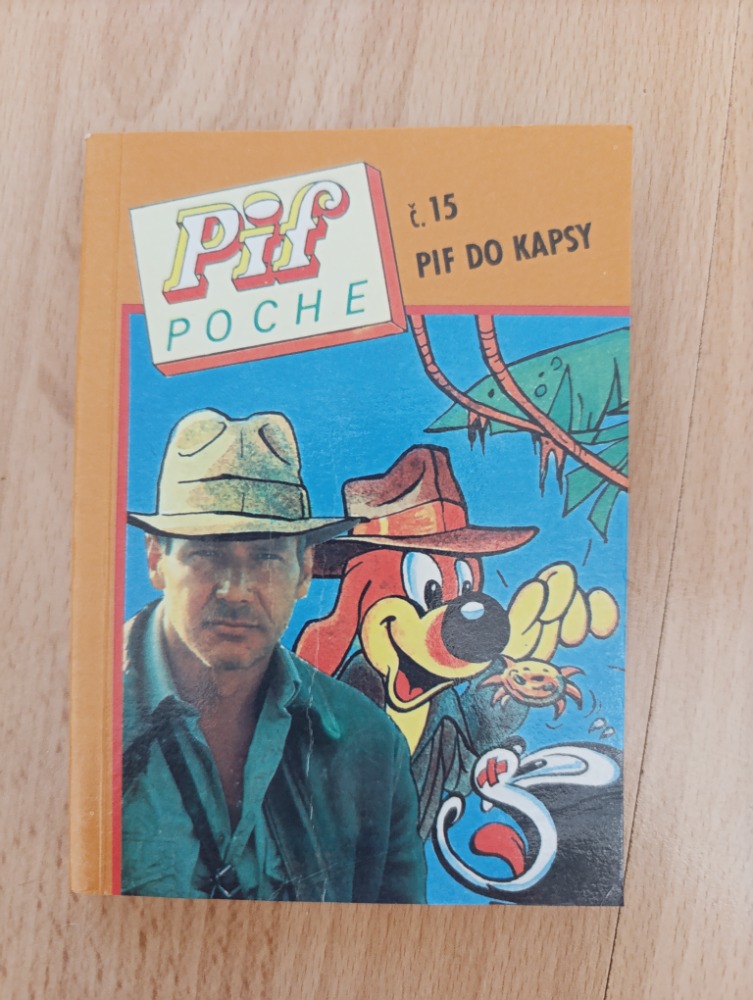 Pif
POCHE
č. 15
PIF DO KAPSY